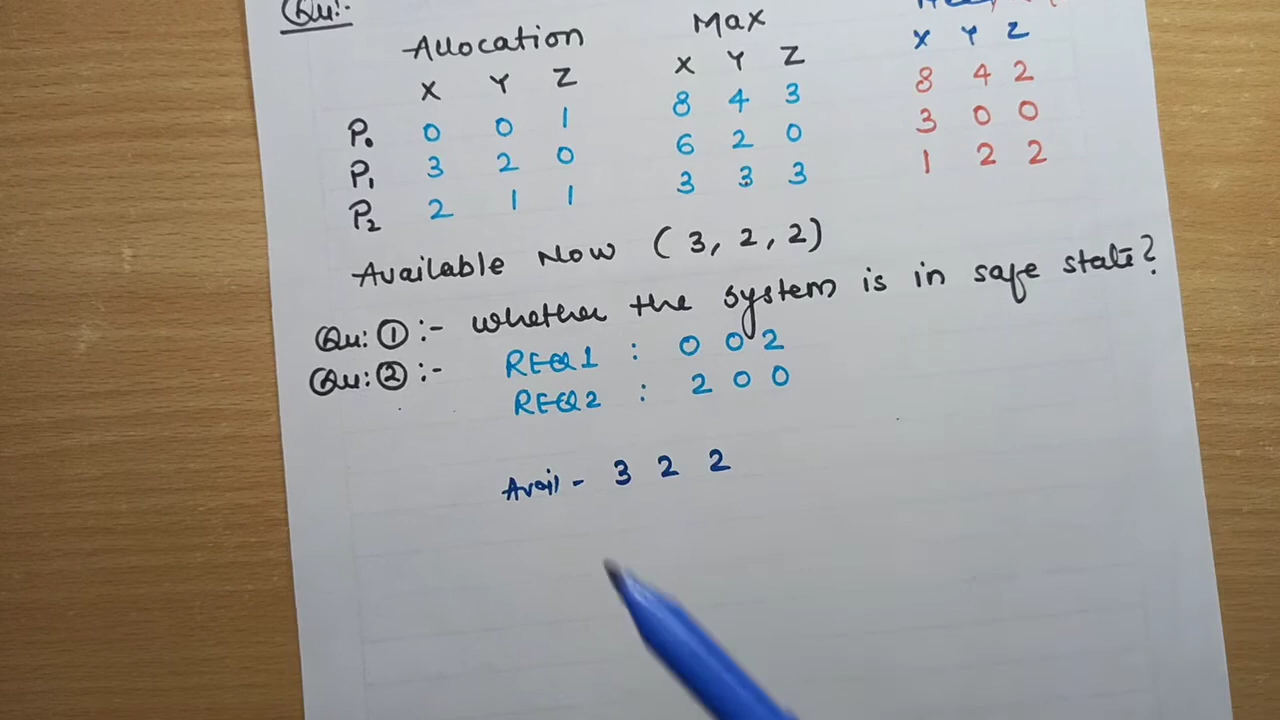 Qu:-
Allocation Max
X Y Z X Y Z X Y Z
P0 0 0 1 8 4 3 8 4 2
P1 3 2 0 6 2 0 3 0 0
P2 2 1 1 3 3 3 1 2 2
Available Now (3, 2, 2)
Qu: ① :- Whether the system is in safe state?
Qu: ② :- REQ1 : 0 0 2
REQ2 : 2 0 0
Avail - 3 2 2